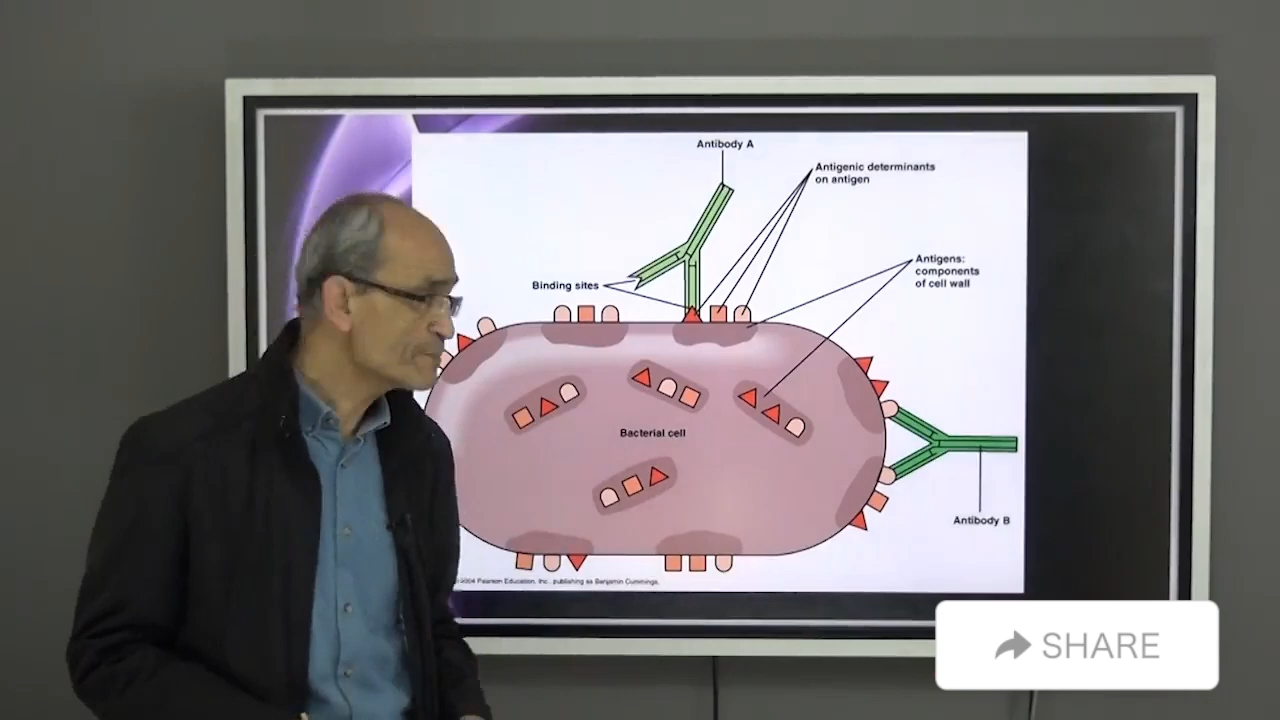 Antibody A
Antigenic determinants
on antigen
Antigens:
components
of cell wall
Binding sites
Bacterial cell
Antibody B
2004 Pearson Education, Inc. publishing as Benjamin Cummings.
SHARE